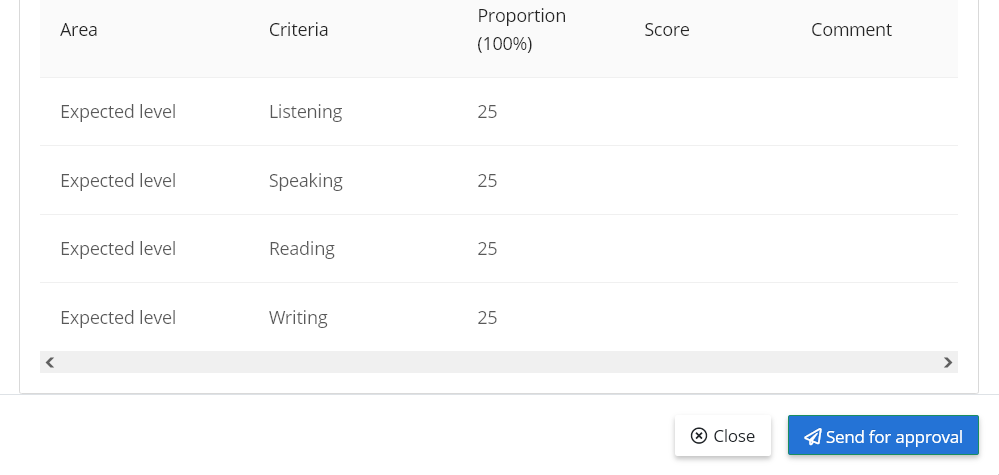 Area Criteria Proportion (100%) Score Comment
Expected level Listening 25
Expected level Speaking 25
Expected level Reading 25
Expected level Writing 25
Close Send for approval